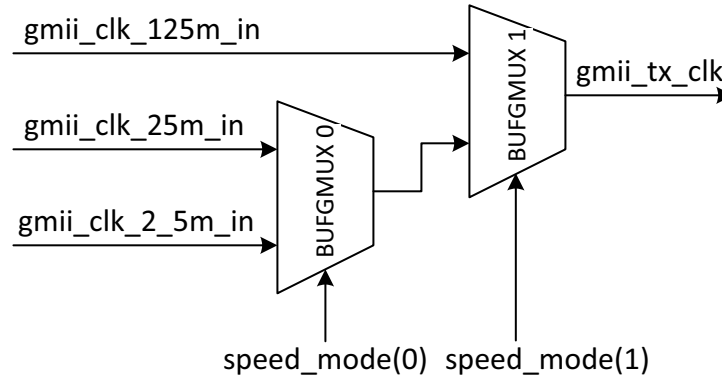 gmii_clk_125m_in
BUFGMUX 1
gmii_tx_clk
gmii_clk_25m_in
BUFGMUX 0
gmii_clk_2_5m_in
speed_mode(0)
speed_mode(1)